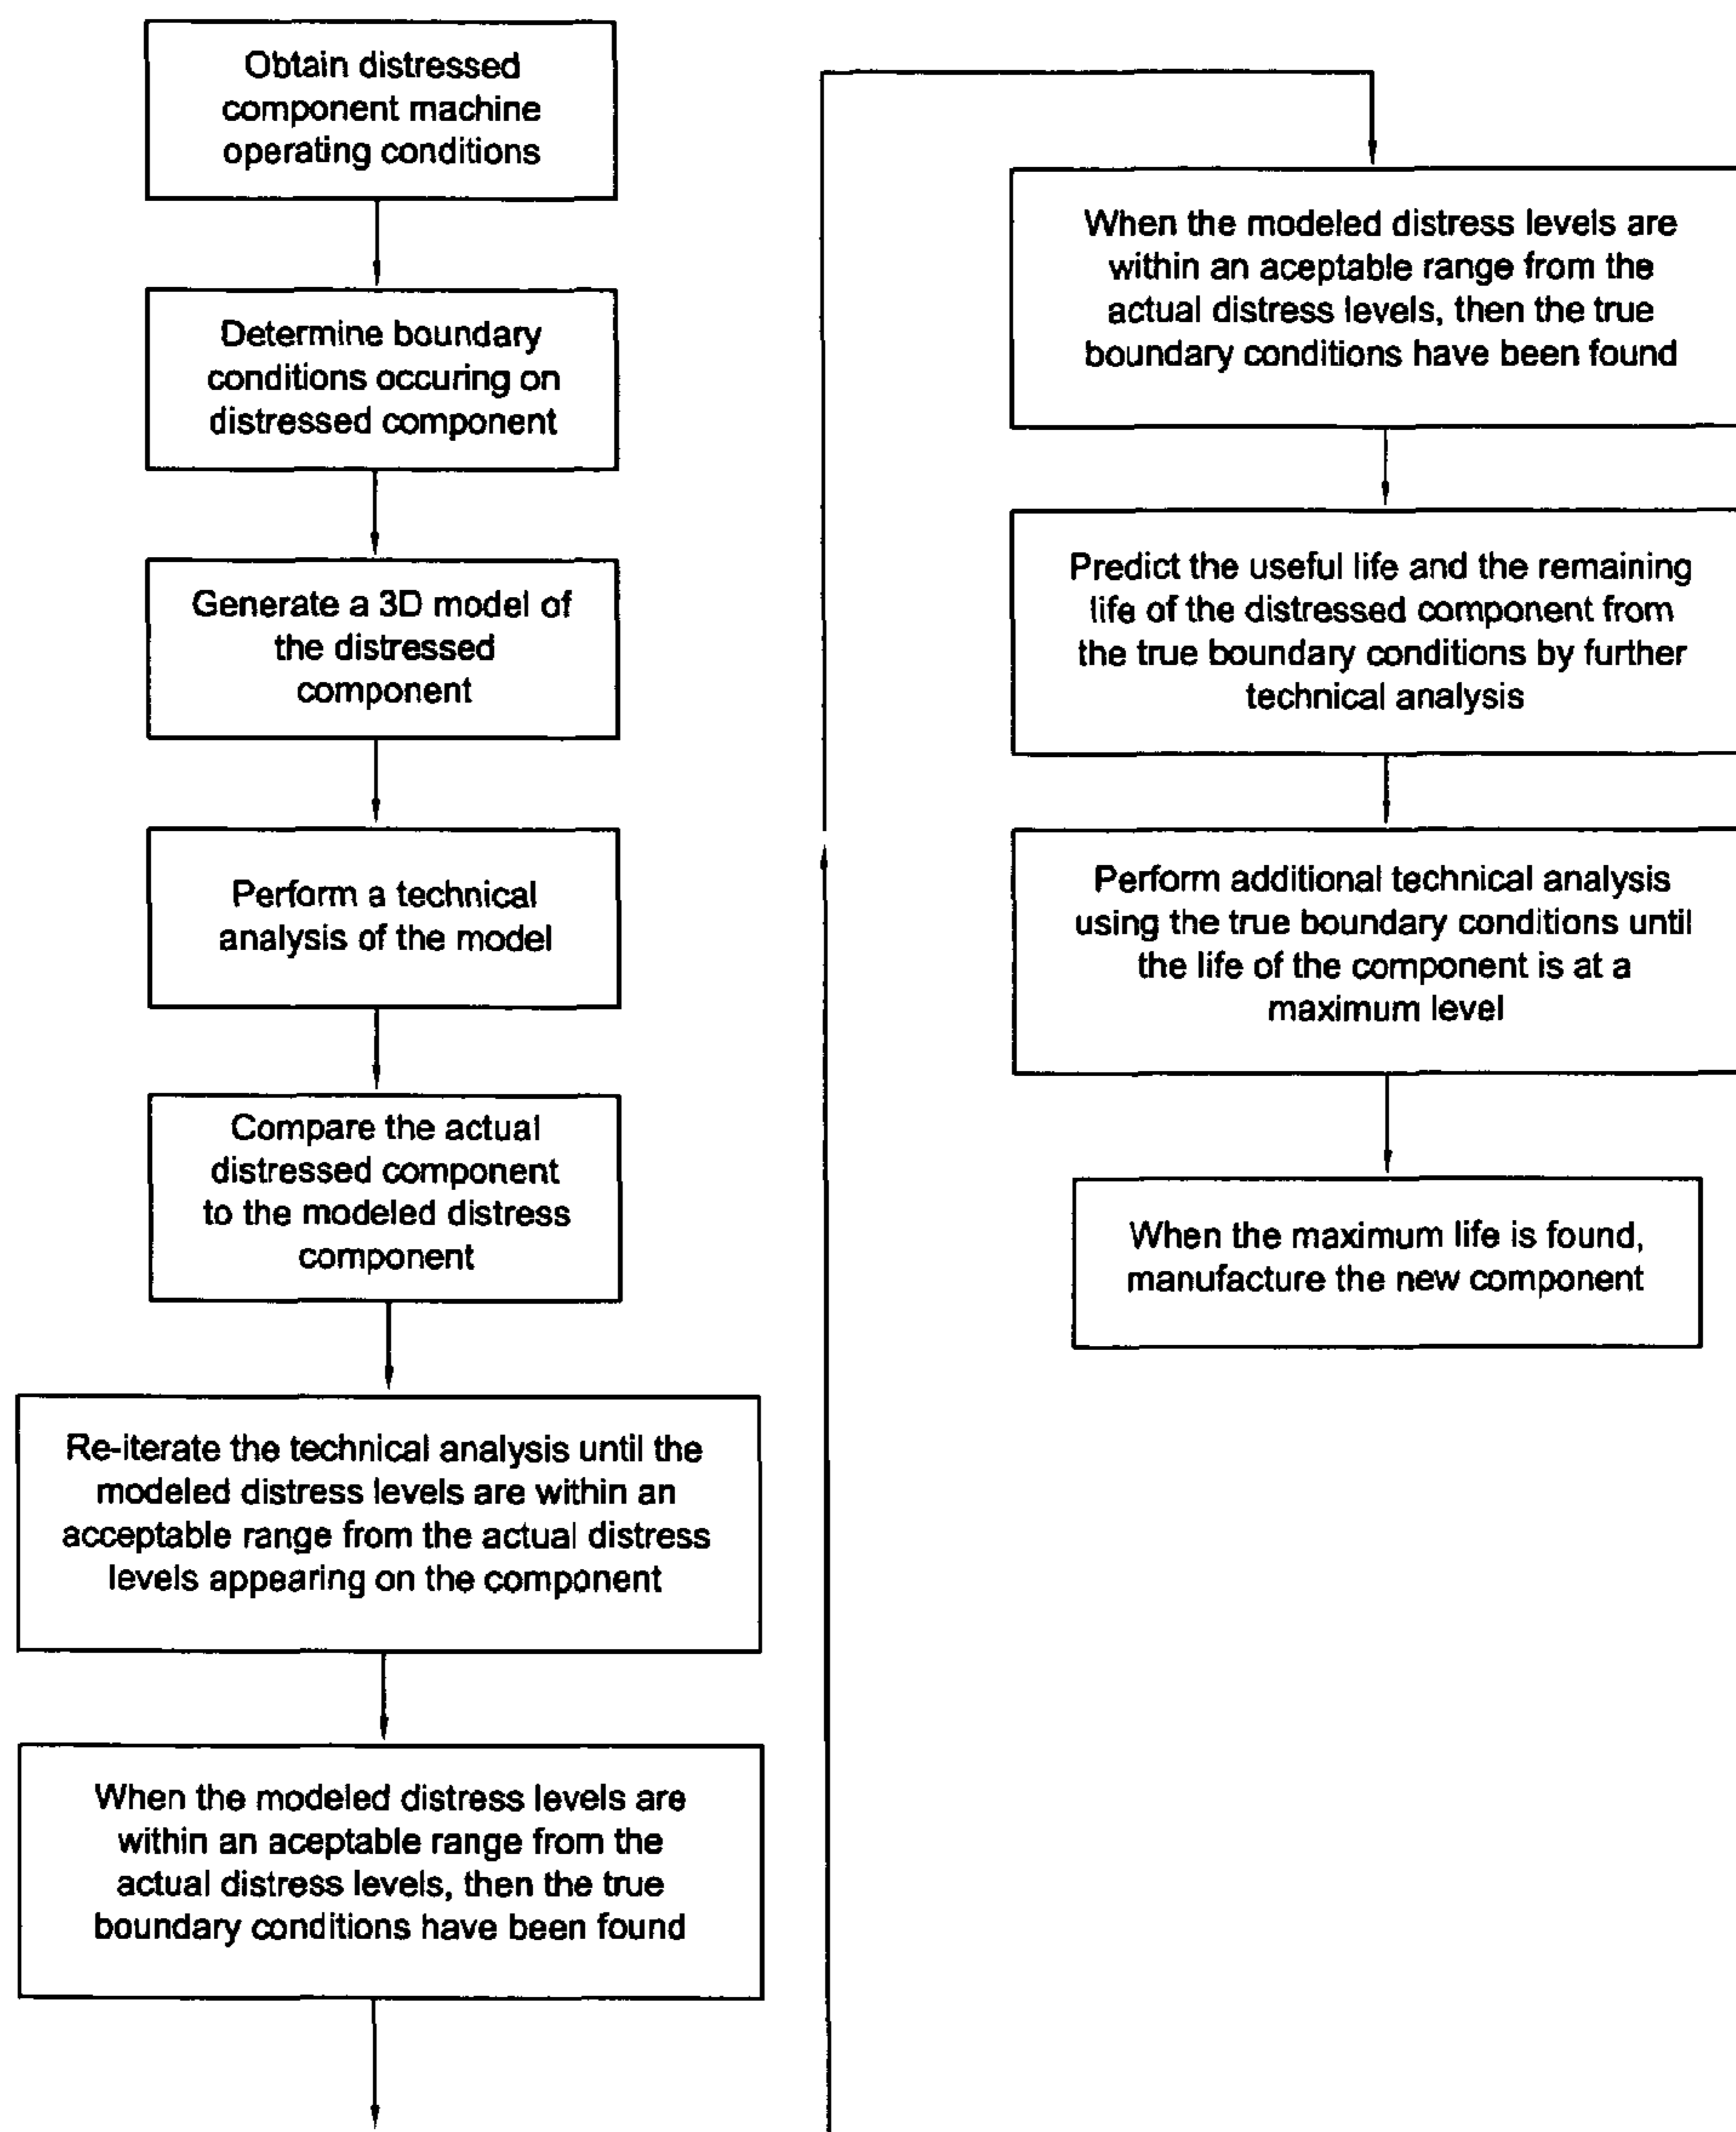 Obtain distressed
component machine
operating conditions
Determine boundary
conditions occuring on
distressed component
Generate a 3D model of
the distressed
component
Perform a technical
analysis of the model
Compare the actual
distressed component
to the modeled distress
component
Re-iterate the technical analysis until the
modeled distress levels are within an
acceptable range from the actual distress
levels appearing on the component
When the modeled distress levels are
within an aceptable range from the
actual distress levels, then the true
boundary conditions have been found
When the modeled distress levels are
within an aceptable range from the
actual distress levels, then the true
boundary conditions have been found
Predict the useful life and the remaining
life of the distressed component from
the true boundary conditions by further
technical analysis
Perform additional technical analysis
using the true boundary conditions until
the life of the component is at a
maximum level
When the maximum life is found,
manufacture the new component